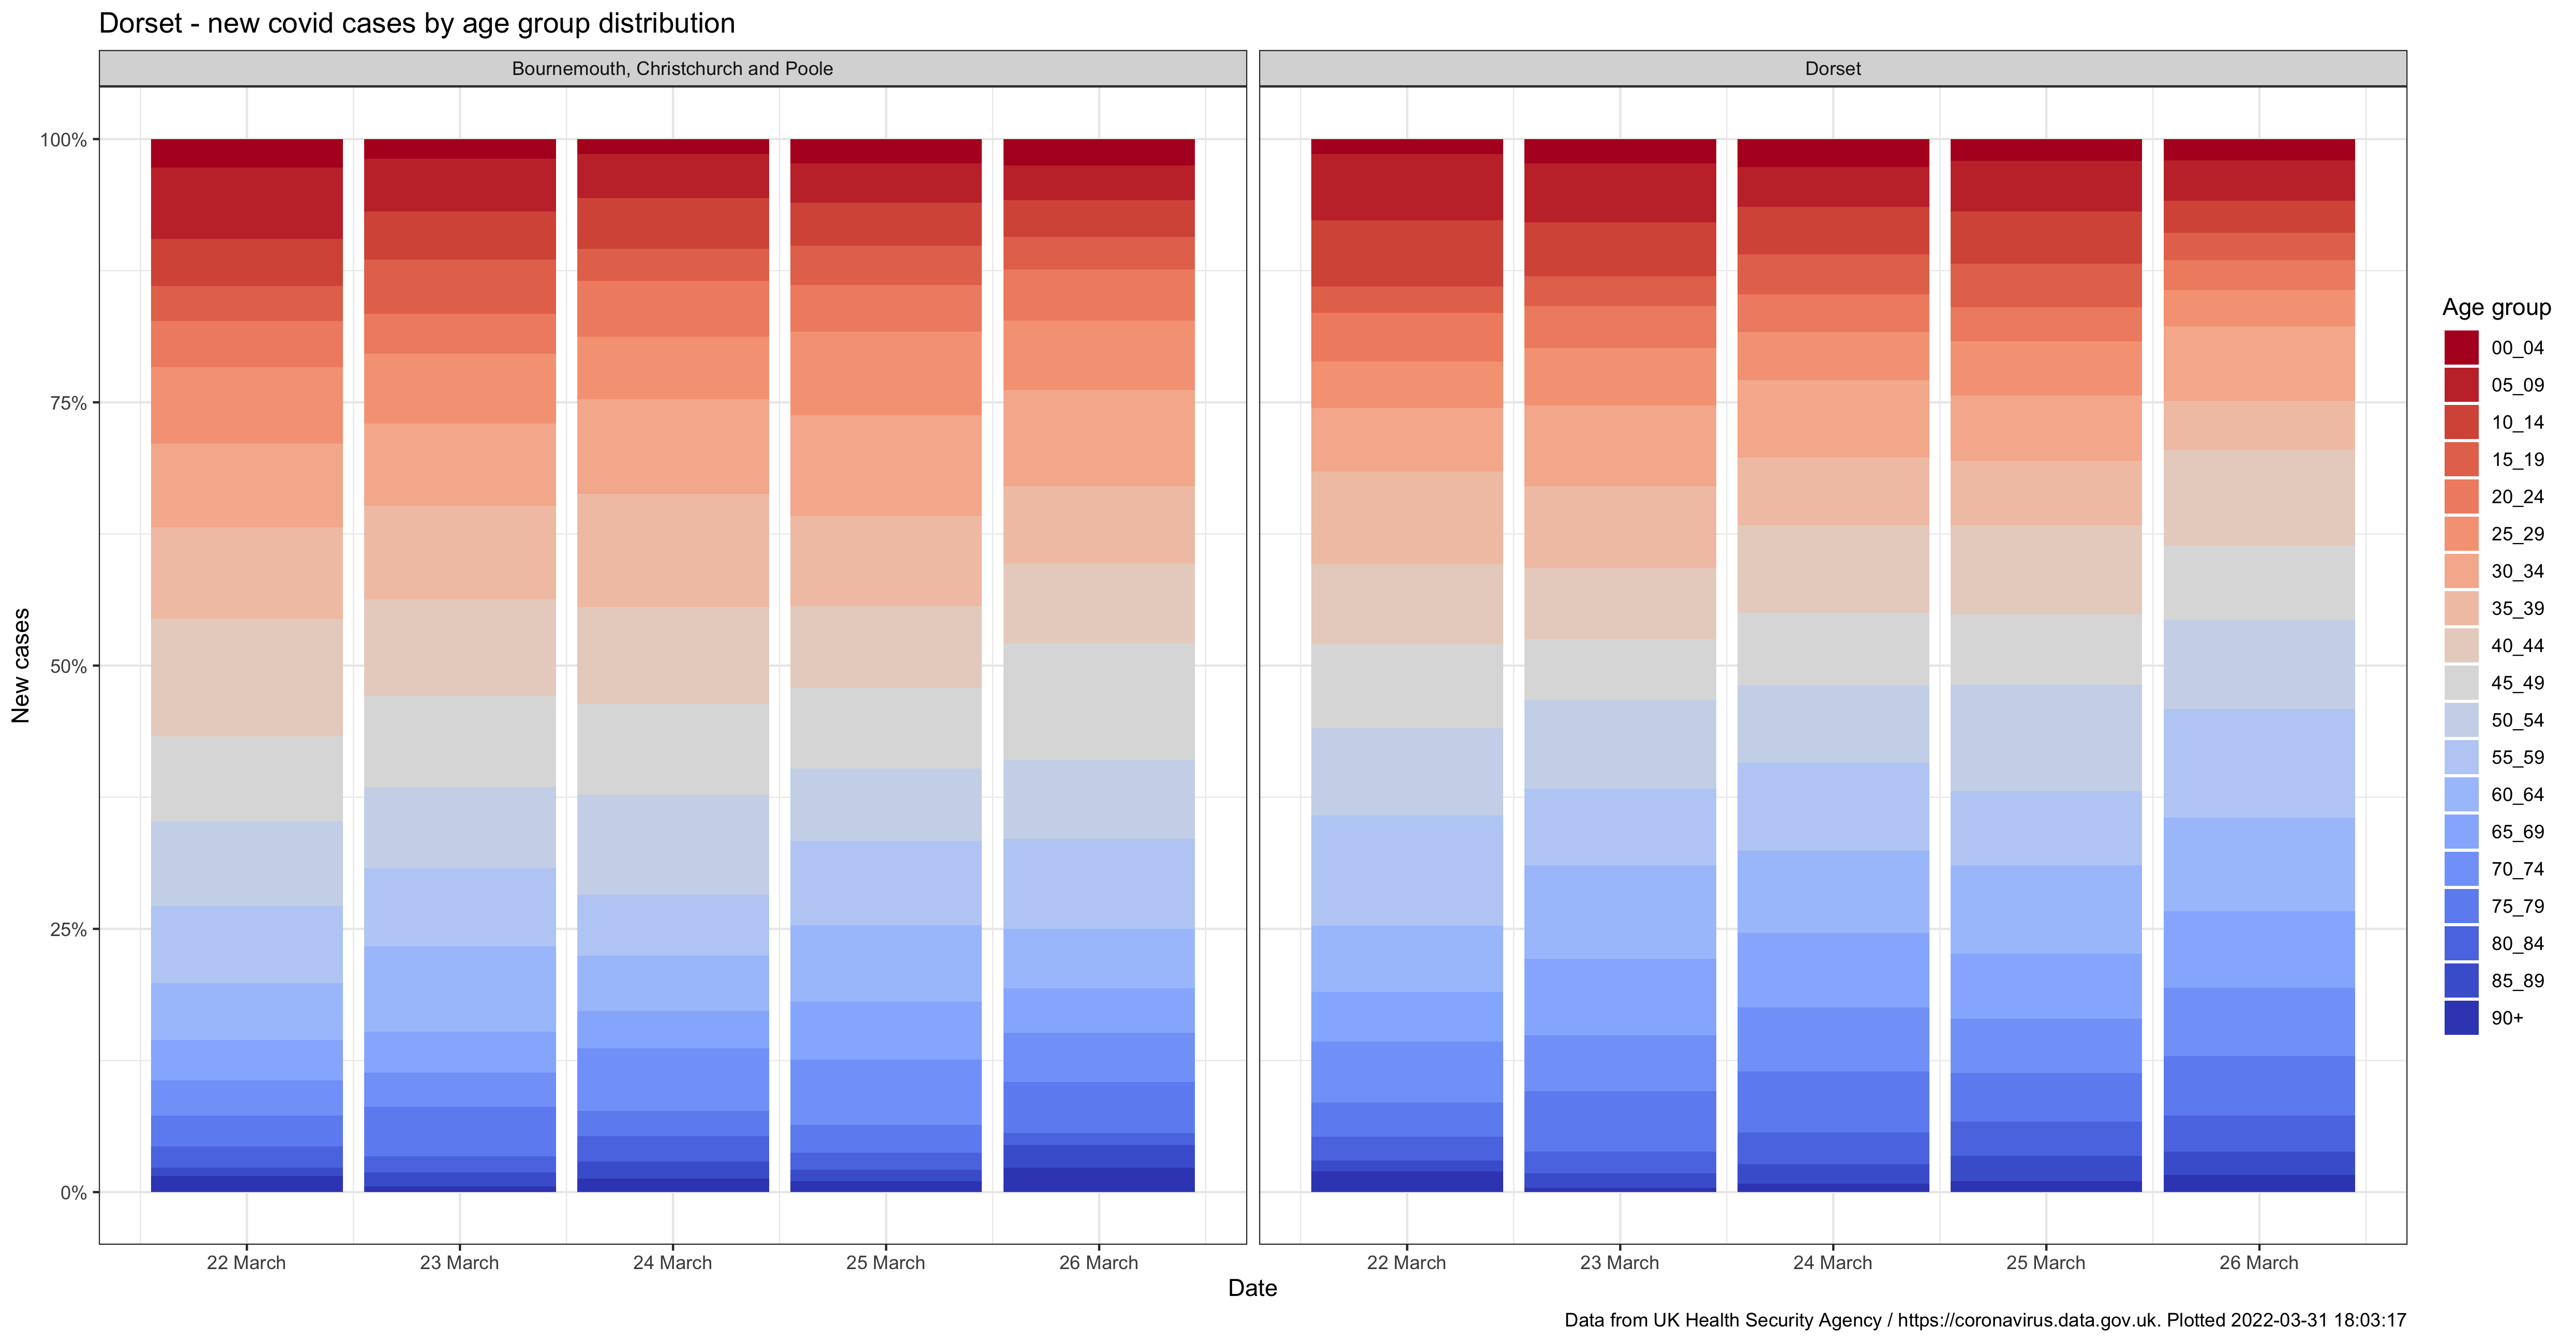 Dorset - new covid cases by age group distribution
Bournemouth, Christchurch and Poole
Dorset
100%
75%
50%
25%
0%
New cases
22 March
23 March
24 March
25 March
26 March
22 March
23 March
24 March
25 March
26 March
Date
Age group
00_04
05_09
10_14
15_19
20_24
25_29
30_34
35_39
40_44
45_49
50_54
55_59
60_64
65_69
70_74
75_79
80_84
85_89
90+
Data from UK Health Security Agency / https://coronavirus.data.gov.uk. Plotted 2022-03-31 18:03:17